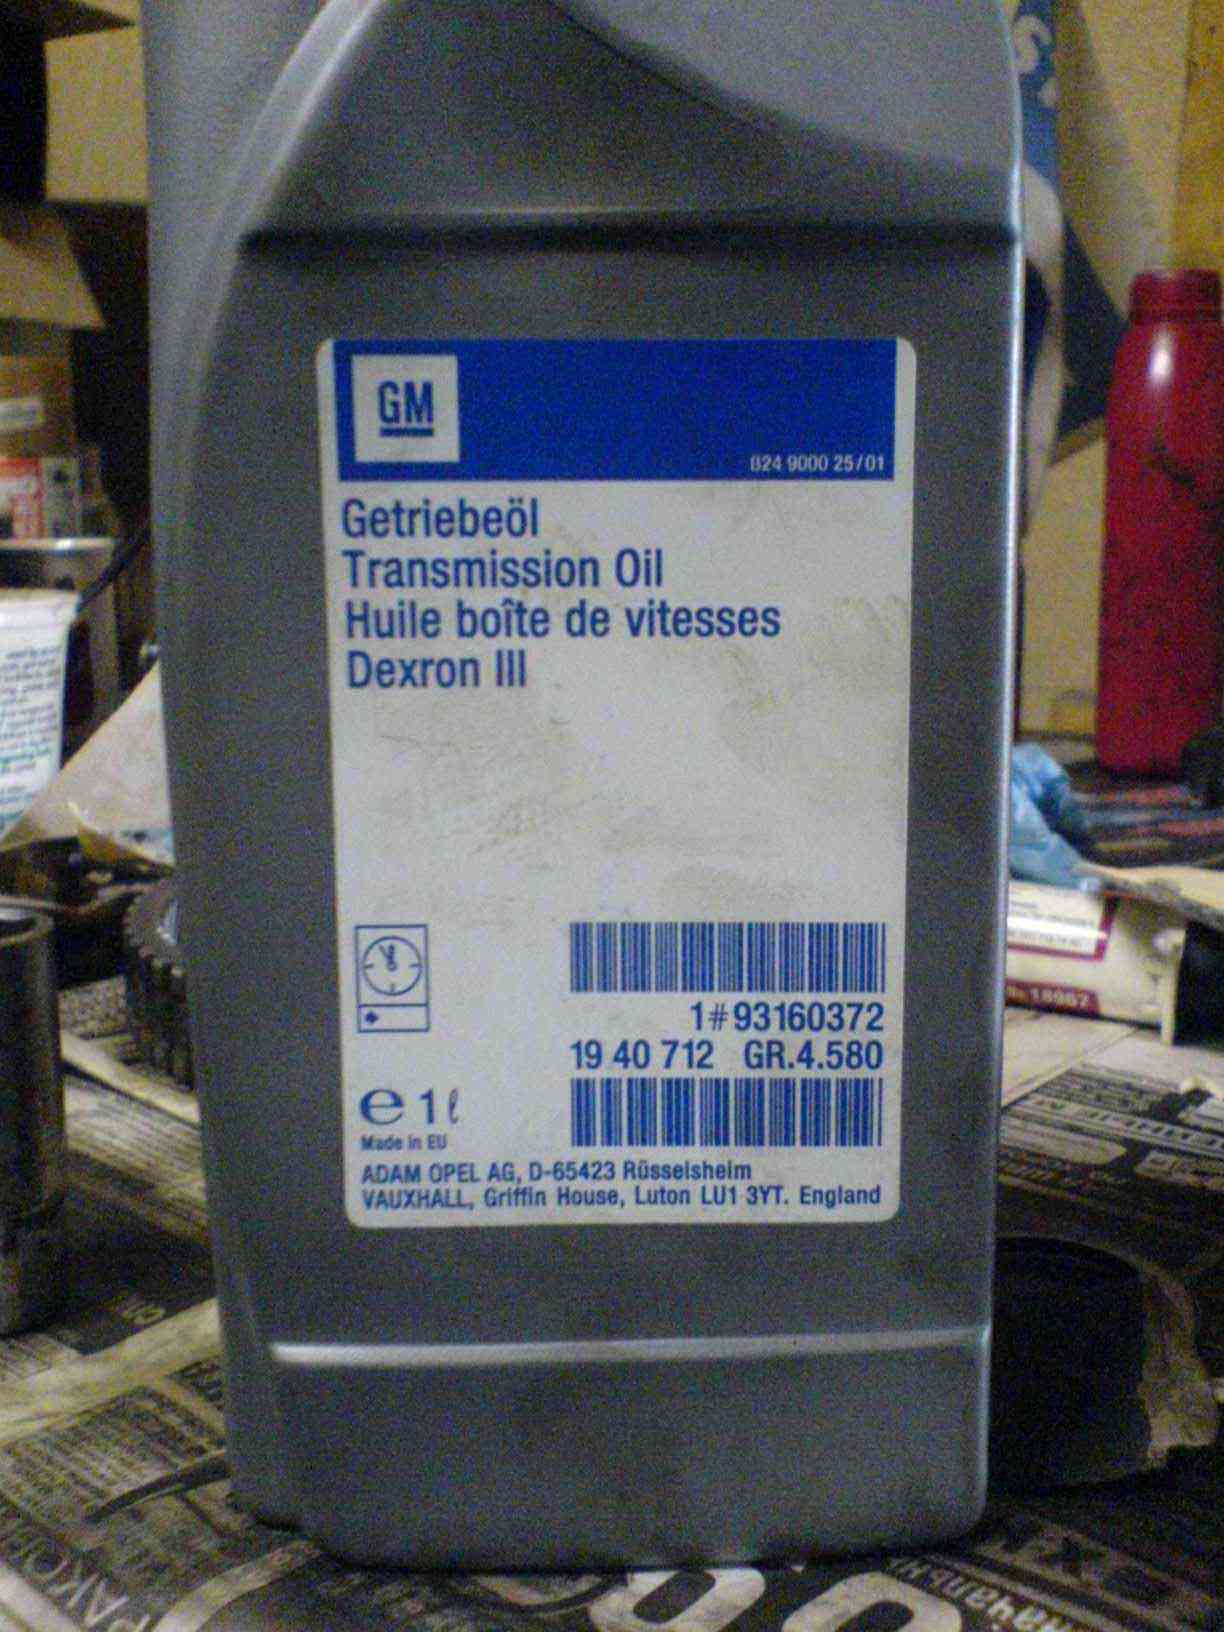 GM
B24 9000 25/01
Getriebeöl
Transmission Oil
Huile boîte de vitesses
Dexron III
1#93160372
19 40 712 GR.4.580
e 1ℓ
Made in EU
ADAM OPEL AG, D-65423 Rüsselsheim
VAUXHALL, Griffin House, Luton LU1 3YT. England